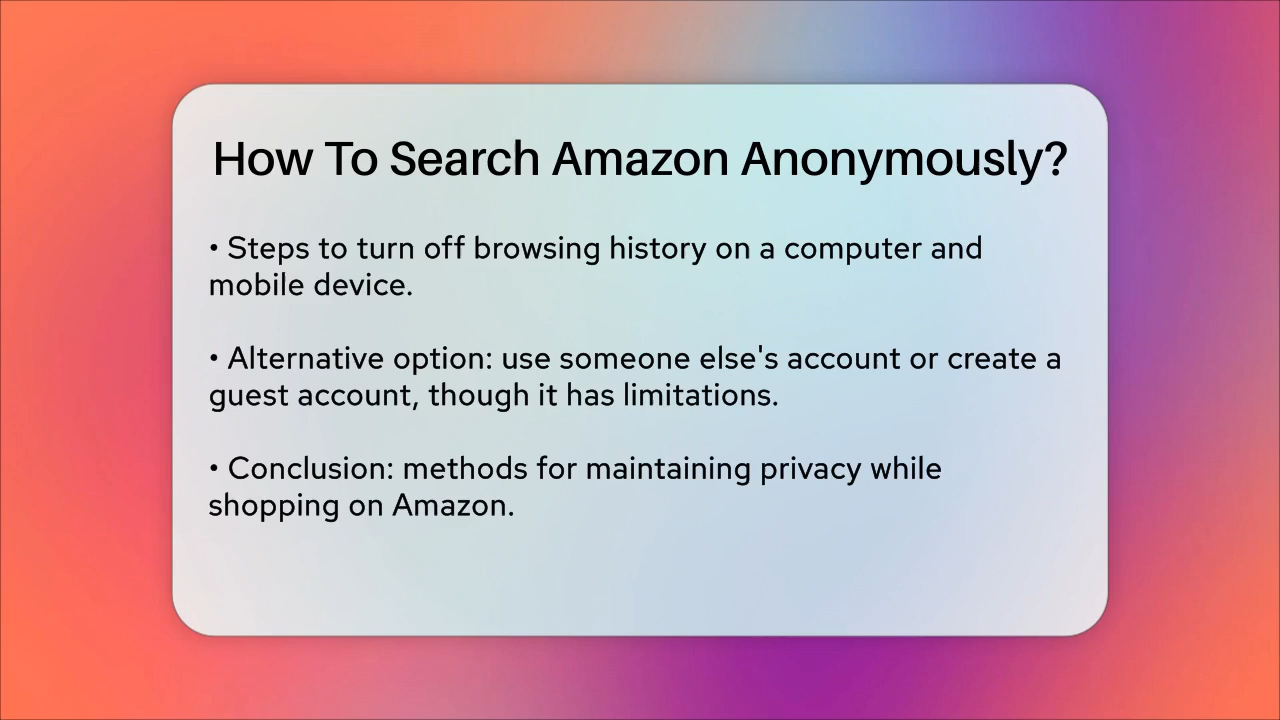 How To Search Amazon Anonymously?
• Steps to turn off browsing history on a computer and
mobile device.
• Alternative option: use someone else's account or create a
guest account, though it has limitations.
• Conclusion: methods for maintaining privacy while
shopping on Amazon.